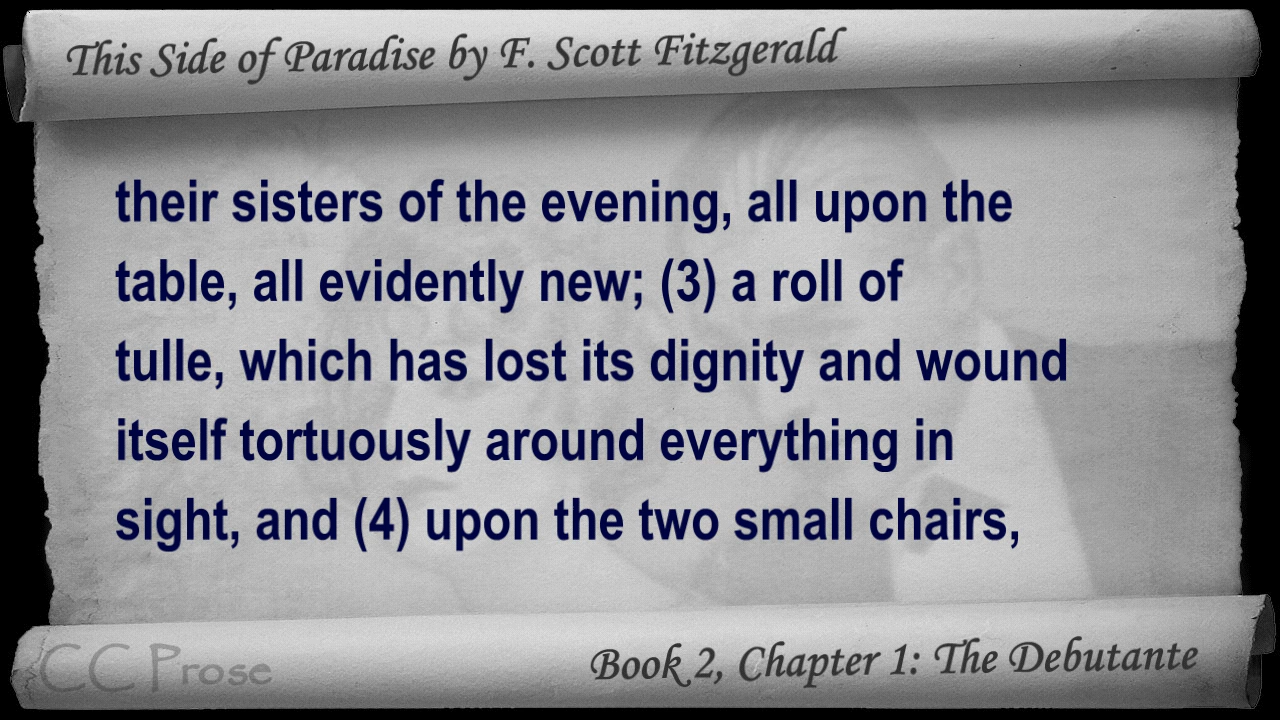 This Side of Paradise by F. Scott Fitzgerald
their sisters of the evening, all upon the
table, all evidently new; (3) a roll of
tulle, which has lost its dignity and wound
itself tortuously around everything in
sight, and (4) upon the two small chairs,
CC Prose
Book 2, Chapter 1: The Debutante